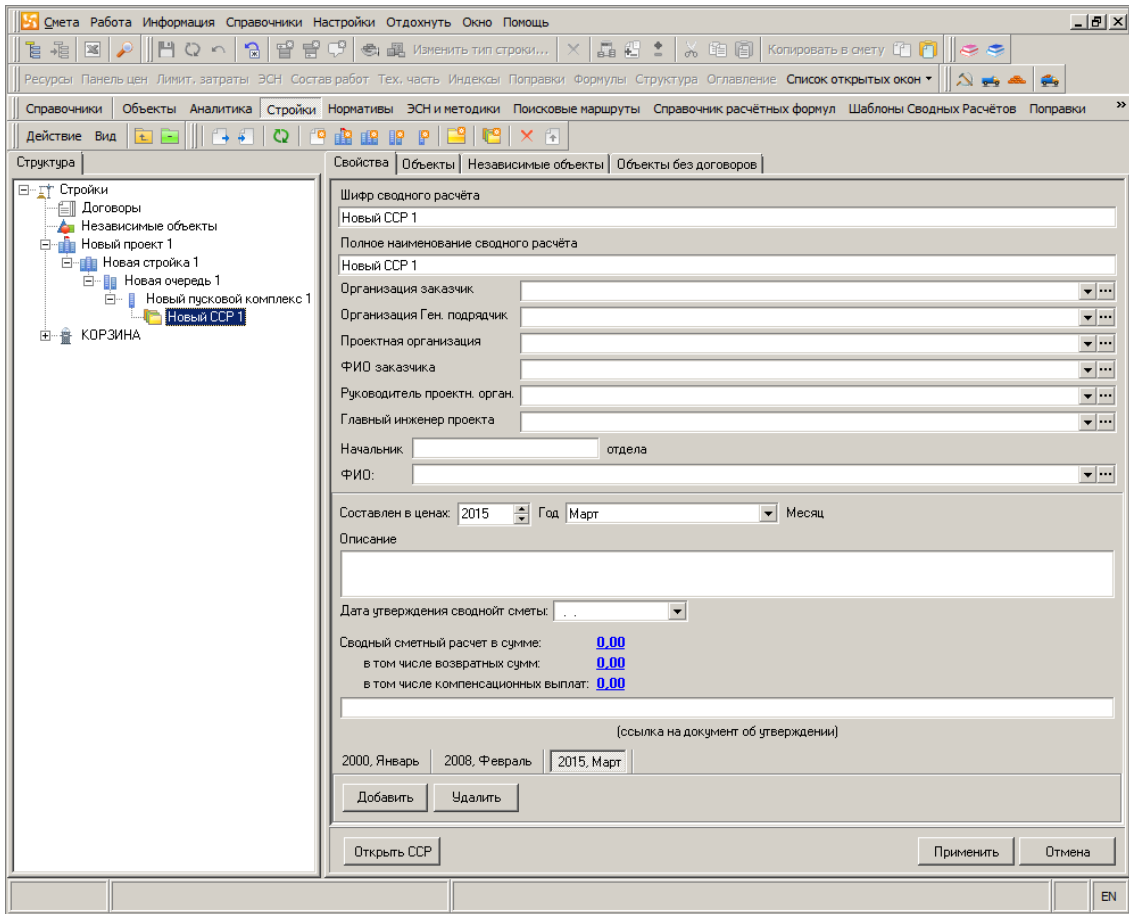 Смета Работа Информация Справочники Настройки Отдохнуть Окно Помощь
Изменить тип строки... Копировать в смету
Ресурсы Панель цен Лимит. затраты ЭСН Состав работ Тех. часть Индексы Поправки Формулы Структура Оглавление Список открытых окон
Справочники Объекты Аналитика Стройки Нормативы ЭСН и методики Поисковые маршруты Справочник расчётных формул Шаблоны Сводных Расчётов Поправки »
Действие Вид
Структура
Стройки
Договоры
Независимые объекты
Новый проект 1
Новая стройка 1
Новая очередь 1
Новый пусковой комплекс 1
Новый ССР 1
КОРЗИНА
Свойства Объекты Независимые объекты Объекты без договоров
Шифр сводного расчёта
Новый ССР 1
Полное наименование сводного расчёта
Новый ССР 1
Организация заказчик
Организация Ген. подрядчик
Проектная организация
ФИО заказчика
Руководитель проектн. орган.
Главный инженер проекта
Начальник отдела
ФИО:
Составлен в ценах: 2015 Год Март Месяц
Описание
Дата утверждения своднойт сметы: . .
Сводный сметный расчет в сумме: 0,00
в том числе возвратных сумм: 0,00
в том числе компенсационных выплат: 0,00
(ссылка на документ об утверждении)
2000, Январь 2008, Февраль 2015, Март
Добавить Удалить
Открыть ССР Применить Отмена
EN